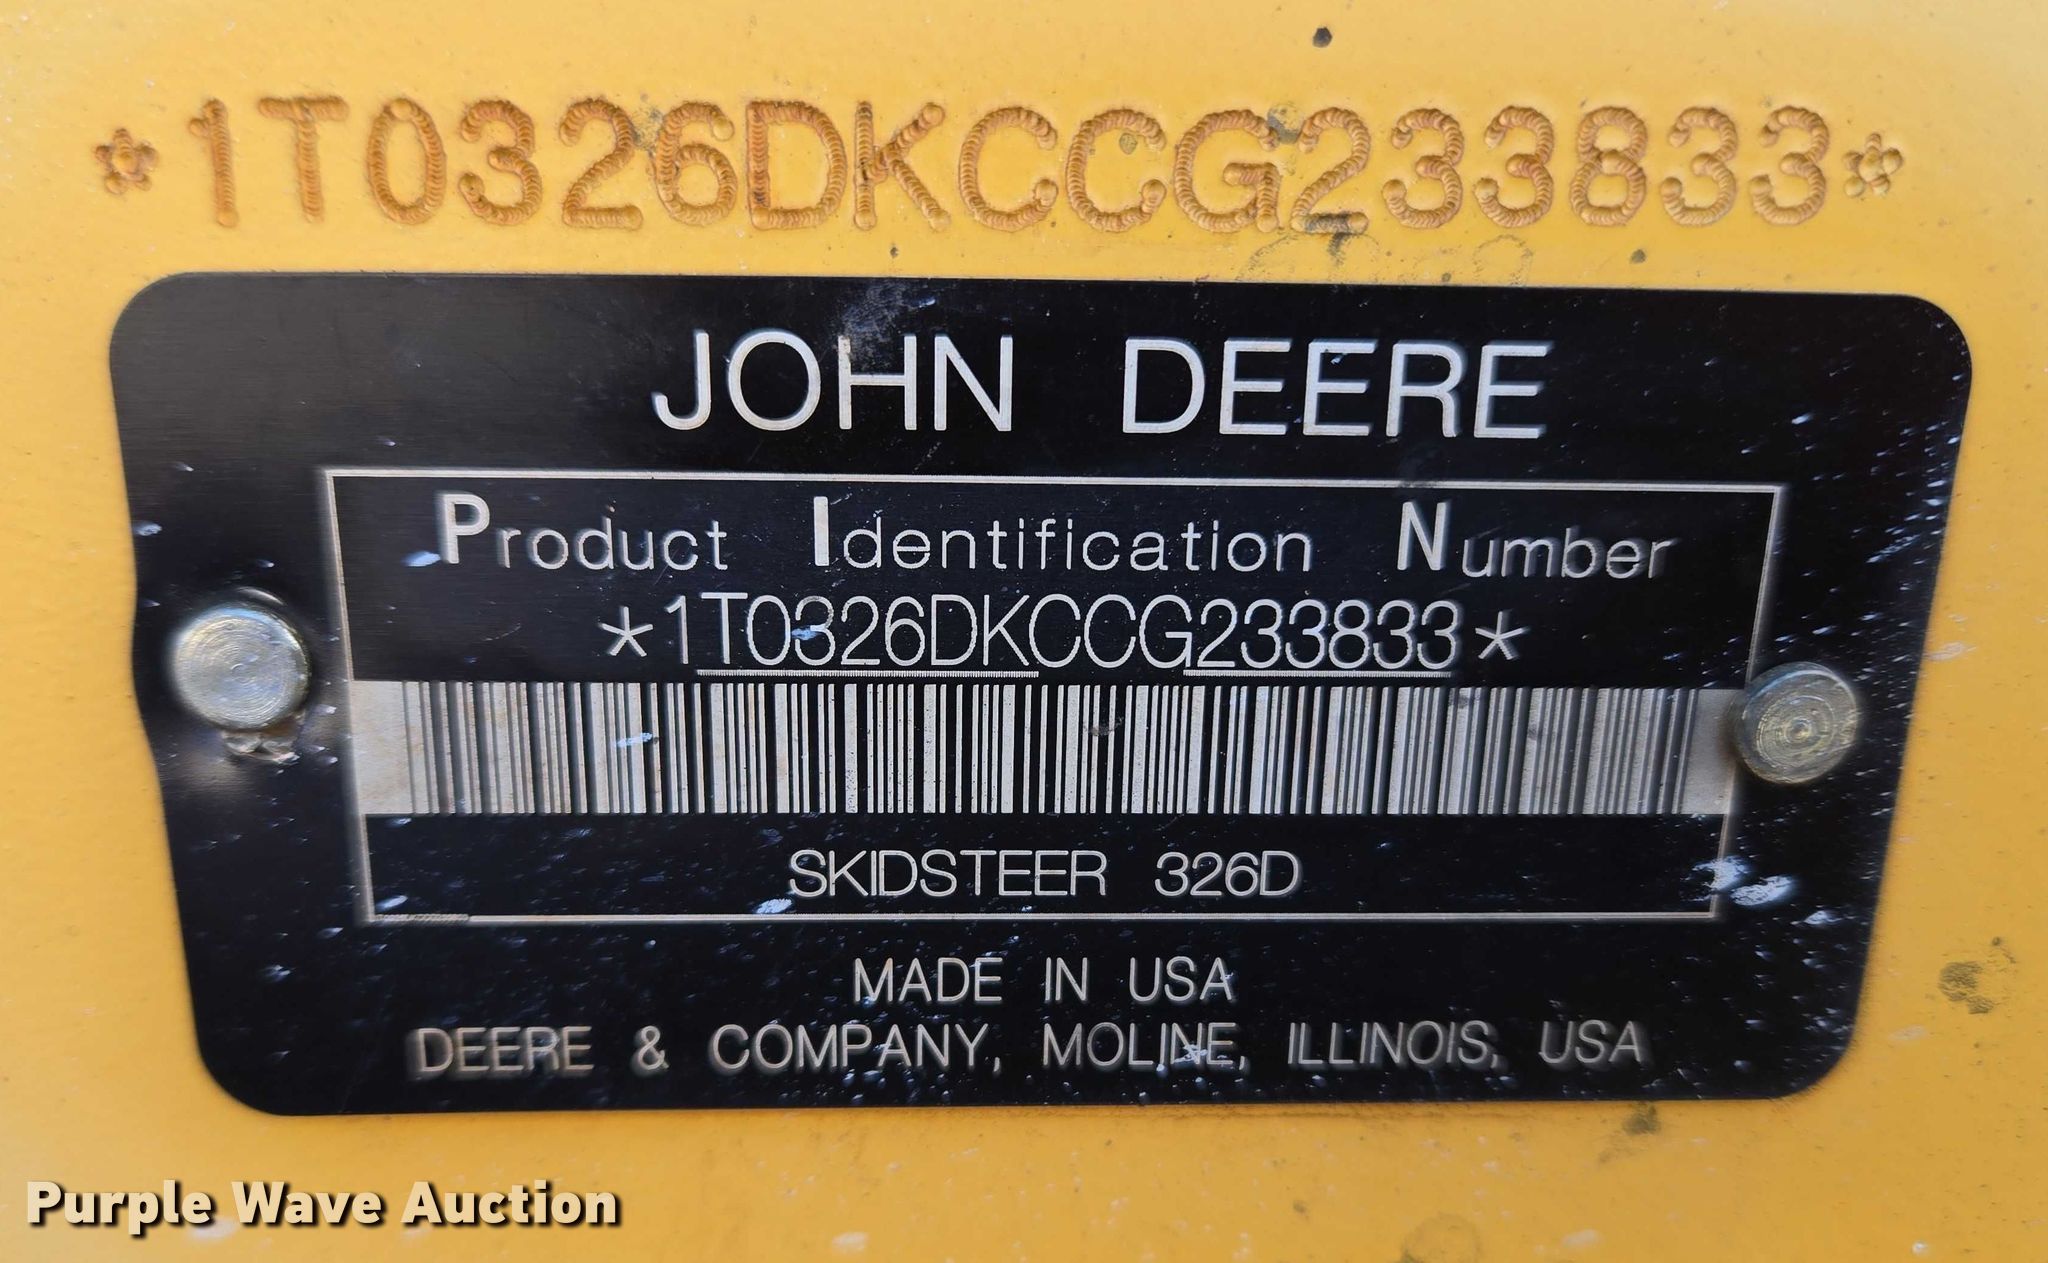 *1T0326DKCCG233833*
JOHN DEERE
Product Identification Number
*1T0326DKCCG233833*
SKIDSTEER 326D
MADE IN USA
DEERE & COMPANY, MOLINE, ILLINOIS, USA
Purple Wave Auction